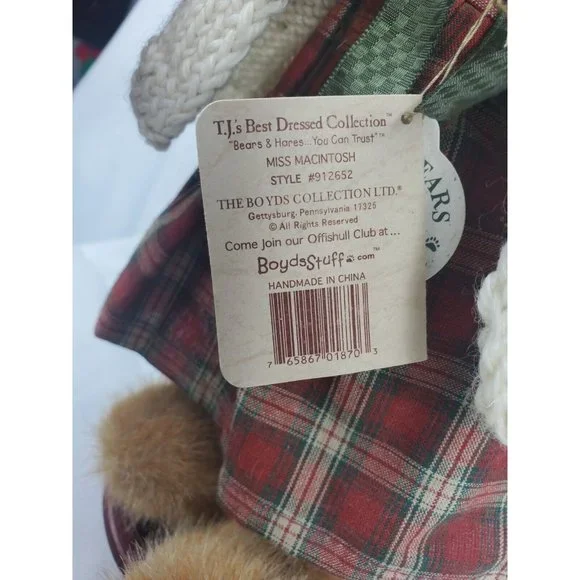 T.J.'s Best Dressed Collection™
"Bears & Hares...You Can Trust"™
MISS MACINTOSH
STYLE #912652
THE BOYDS COLLECTION LTD.®
Gettysburg, Pennsylvania 17325
© All Rights Reserved
Come Join our Offishull Club at...
BoydsStuff.com™
HANDMADE IN CHINA
7 65867 01870 3
EARS